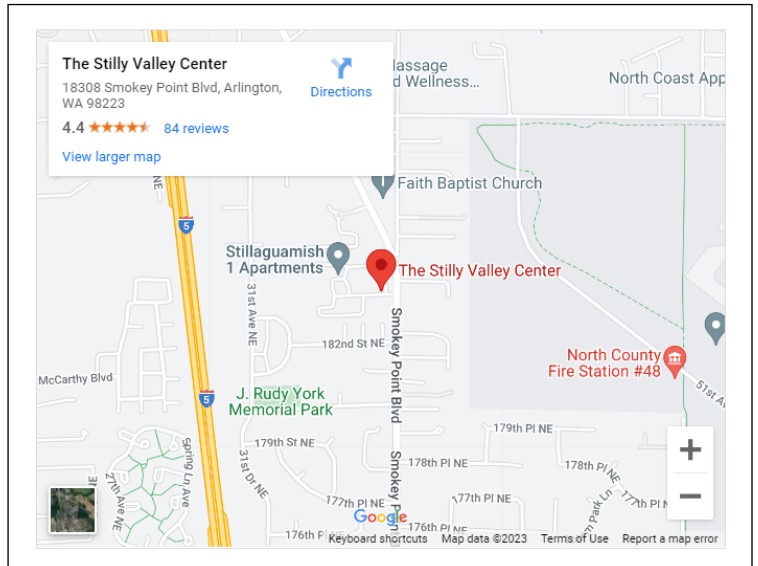 The Stilly Valley Center
18308 Smokey Point Blvd, Arlington,
WA 98223
Directions
4.4
84 reviews
View larger map
d Wellness...
North Coast App
NE
Faith Baptist Church
5
Stillaguamish
1 Apartments
The Stilly Valley Center
31st Ave NE
Smokey Point Blvd
182nd St NE
North County
Fire Station #48
McCarthy Blvd
5
J. Rudy York
Memorial Park
51st
179th Pl NE
179th St NE
Spring Ln Ave
27th Ave NE
31st Dr NE
178th Pl NE
178th Pl NE
Smokey
177th Pl NE
177th Pl NE
Google
176th
176th Pl NE
Keyboard shortcuts
Map data ©2023
Terms of Use
Report a map error